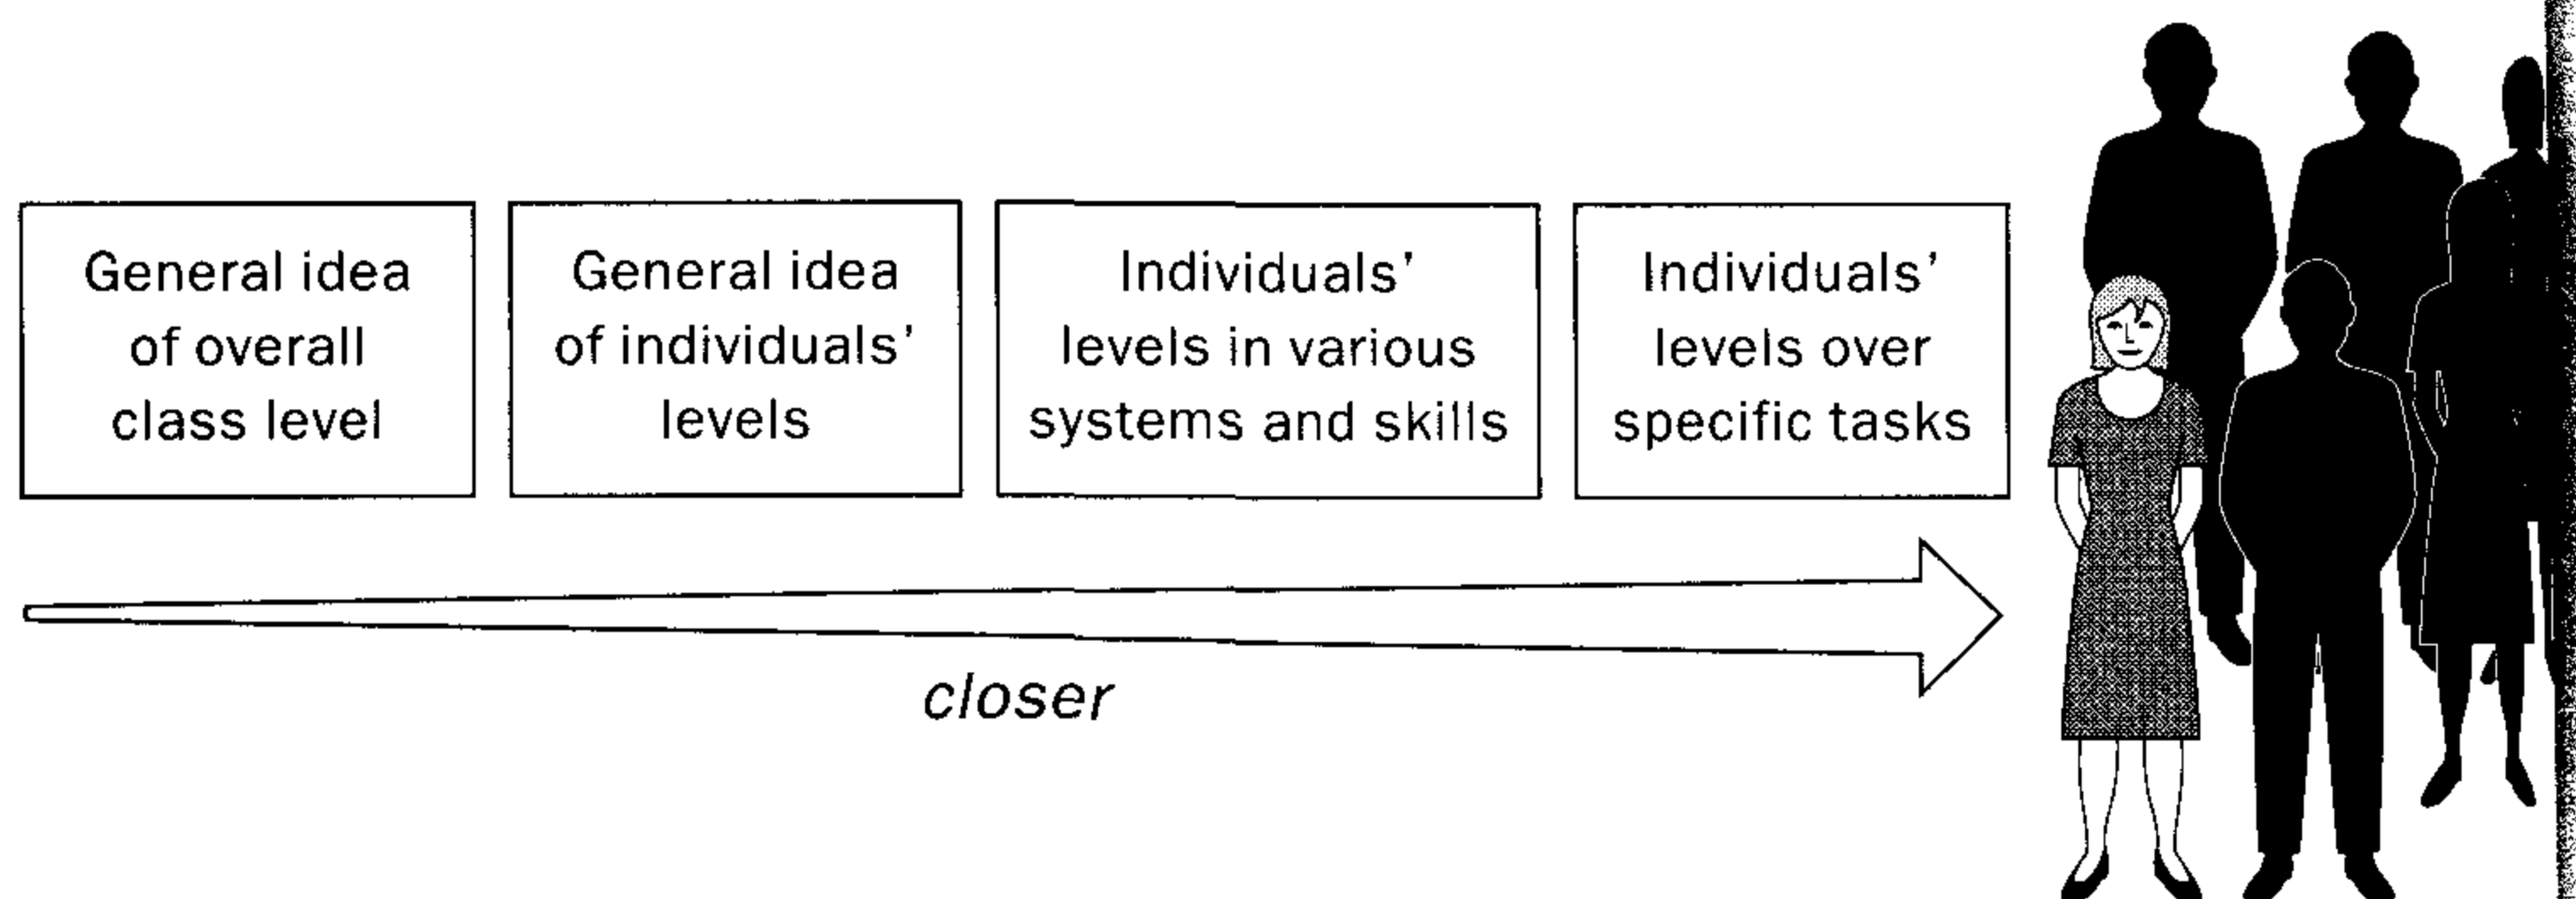 General idea
of overall
class level
General idea
of individuals'
levels
Individuals'
levels in various
systems and skills
Individuals'
levels over
specific tasks
closer